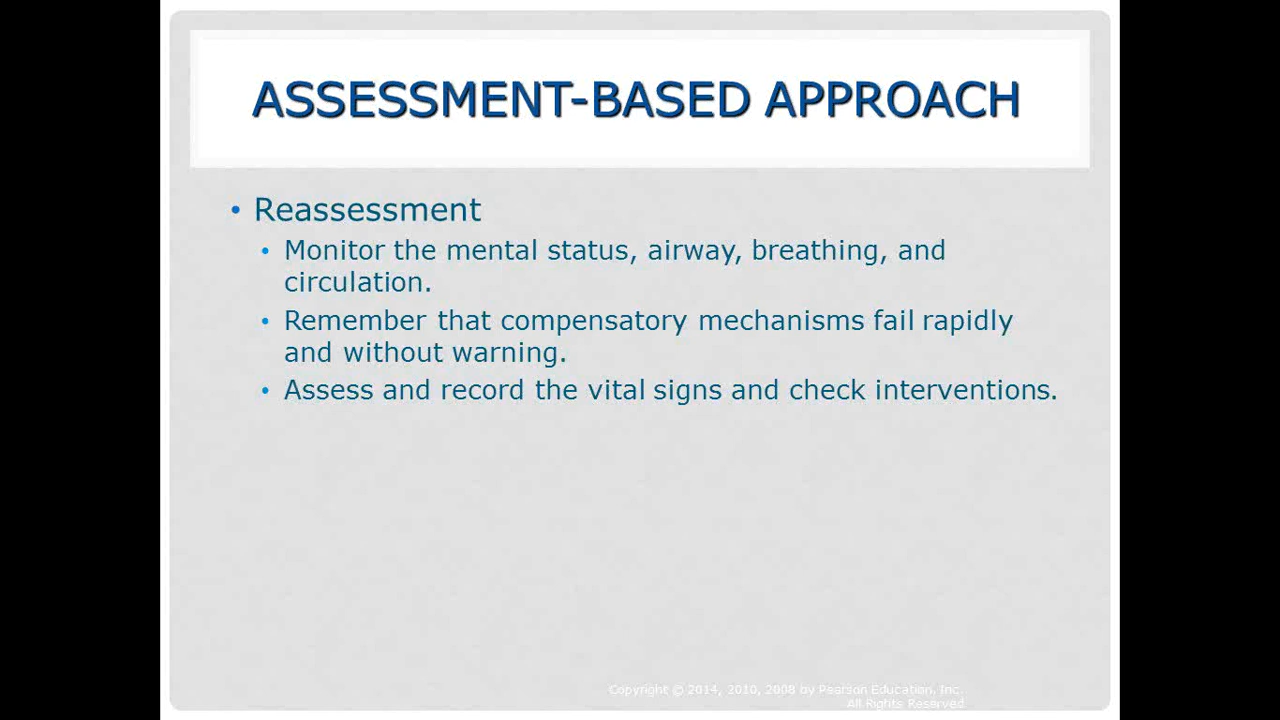 ASSESSMENT-BASED APPROACH
• Reassessment
• Monitor the mental status, airway, breathing, and
circulation.
• Remember that compensatory mechanisms fail rapidly
and without warning.
• Assess and record the vital signs and check interventions.
Copyright © 2014, 2010, 2008 by Pearson Education, Inc.
All Rights Reserved